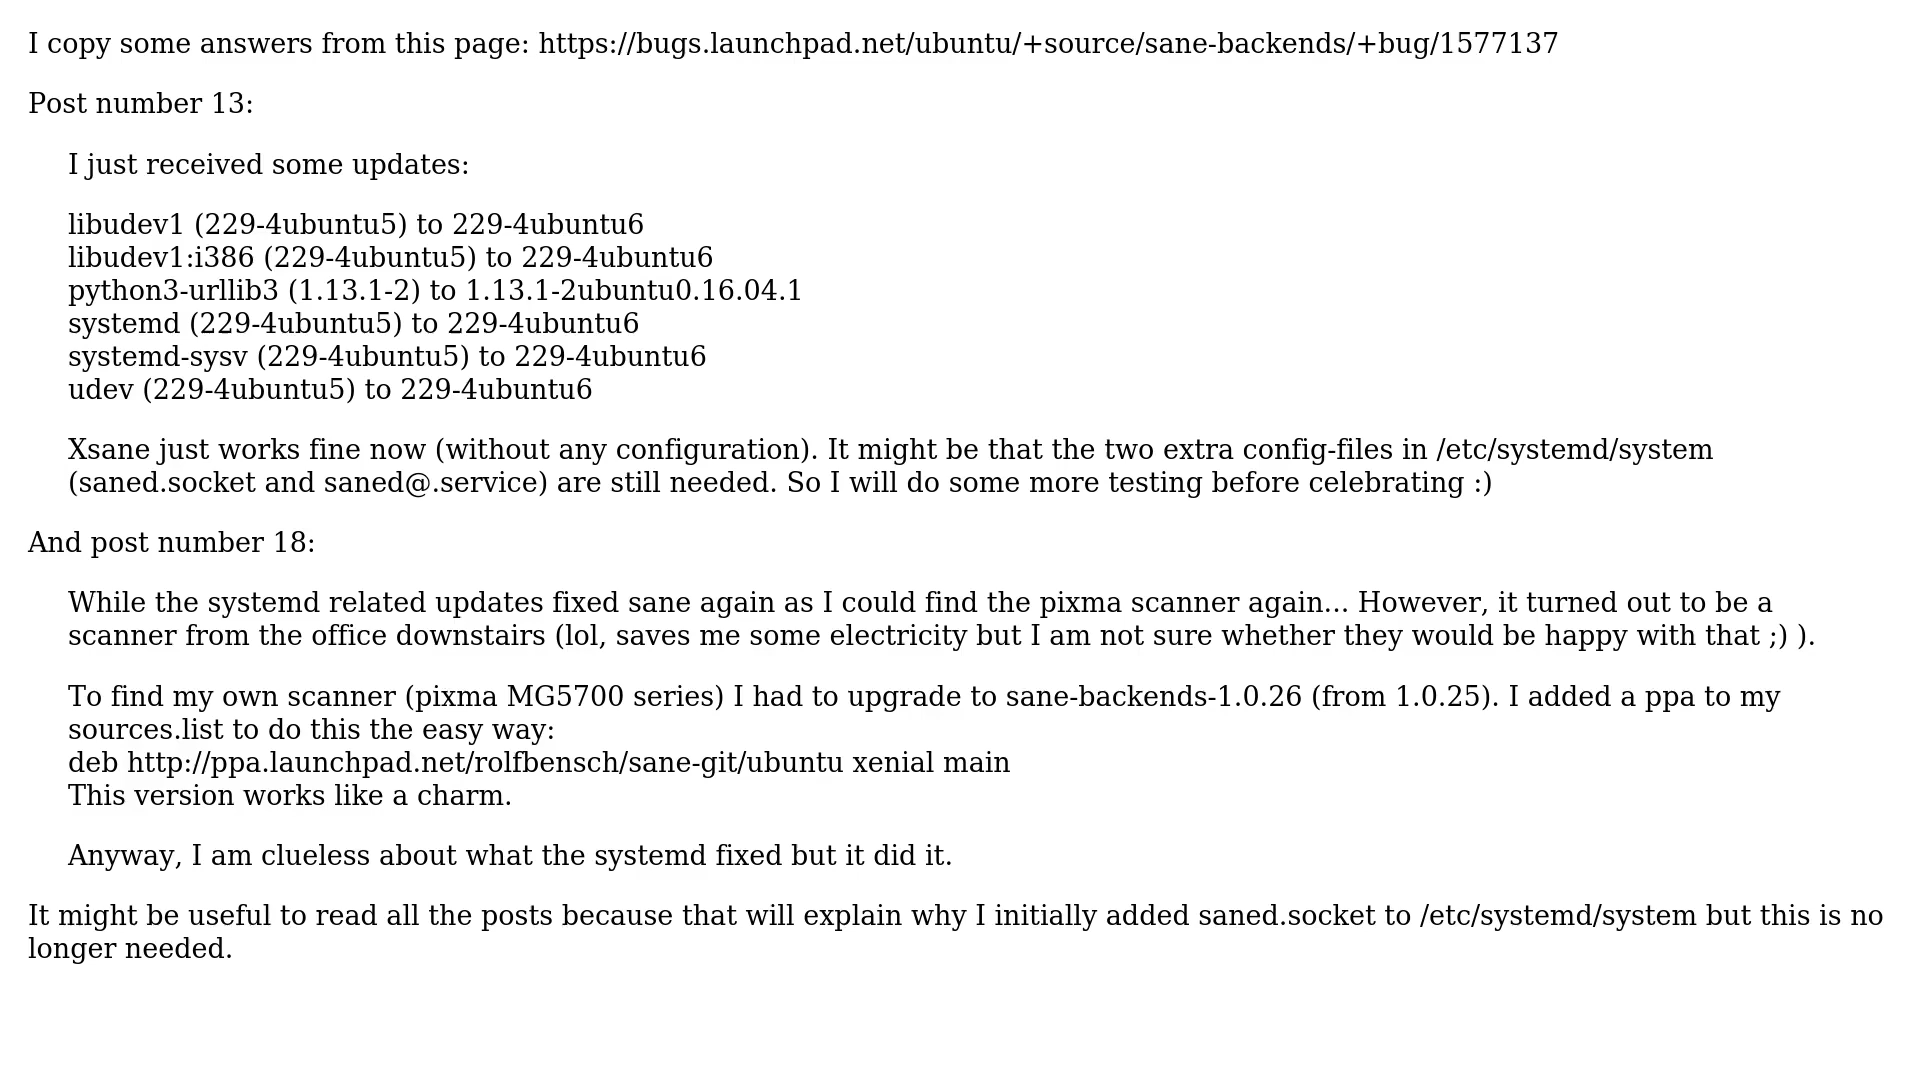 I copy some answers from this page: https://bugs.launchpad.net/ubuntu/+source/sane-backends/+bug/1577137
Post number 13:
I just received some updates:
libudev1 (229-4ubuntu5) to 229-4ubuntu6
libudev1:i386 (229-4ubuntu5) to 229-4ubuntu6
python3-urllib3 (1.13.1-2) to 1.13.1-2ubuntu0.16.04.1
systemd (229-4ubuntu5) to 229-4ubuntu6
systemd-sysv (229-4ubuntu5) to 229-4ubuntu6
udev (229-4ubuntu5) to 229-4ubuntu6
Xsane just works fine now (without any configuration). It might be that the two extra config-files in /etc/systemd/system
(saned.socket and saned@.service) are still needed. So I will do some more testing before celebrating :)
And post number 18:
While the systemd related updates fixed sane again as I could find the pixma scanner again... However, it turned out to be a
scanner from the office downstairs (lol, saves me some electricity but I am not sure whether they would be happy with that ;) ).
To find my own scanner (pixma MG5700 series) I had to upgrade to sane-backends-1.0.26 (from 1.0.25). I added a ppa to my
sources.list to do this the easy way:
deb http://ppa.launchpad.net/rolfbensch/sane-git/ubuntu xenial main
This version works like a charm.
Anyway, I am clueless about what the systemd fixed but it did it.
It might be useful to read all the posts because that will explain why I initially added saned.socket to /etc/systemd/system but this is no
longer needed.